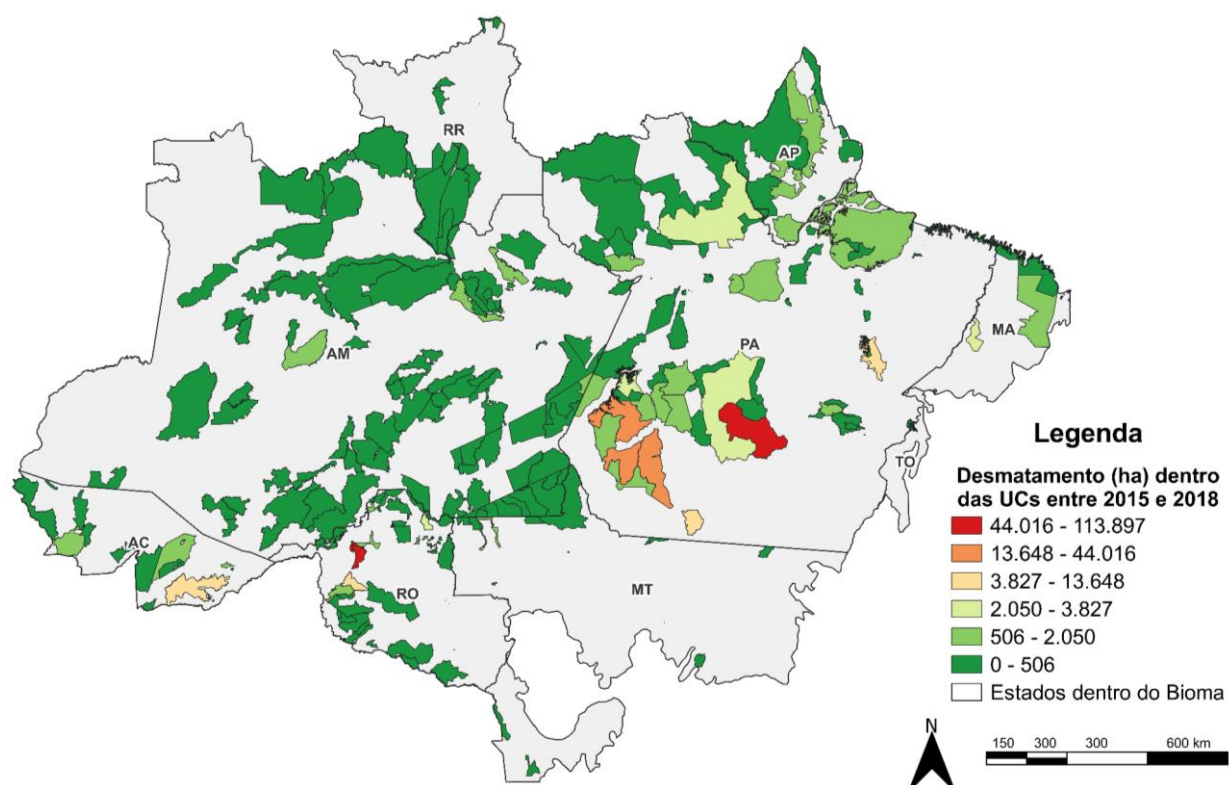 RR
AP
AM
PA
MA
TO
AC
RO
MT
Legenda
Desmatamento (ha) dentro
das UCs entre 2015 e 2018
44.016 - 113.897
13.648 - 44.016
3.827 - 13.648
2.050 - 3.827
506 - 2.050
0 - 506
Estados dentro do Bioma
N
150 300 300 600 km